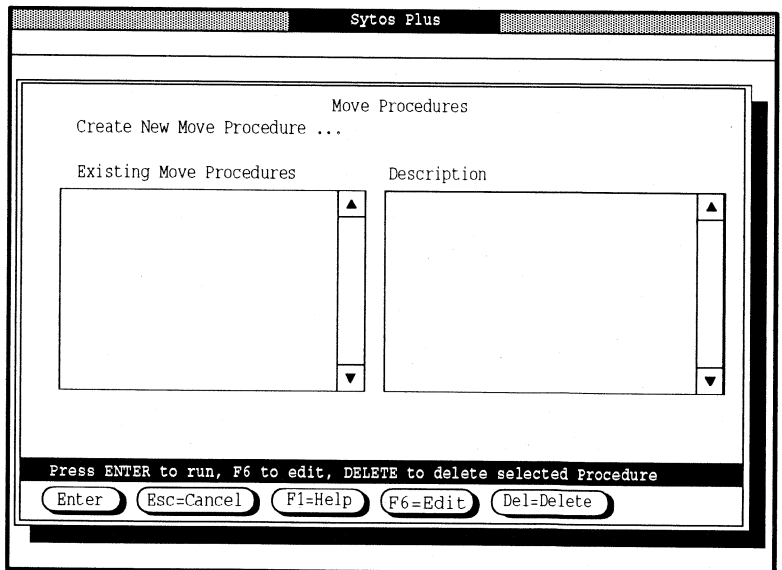 Sytos Plus
Move Procedures
Create New Move Procedure ...
Existing Move Procedures
Description
Press ENTER to run, F6 to edit, DELETE to delete selected Procedure
Enter Esc=Cancel F1=Help F6=Edit Del=Delete